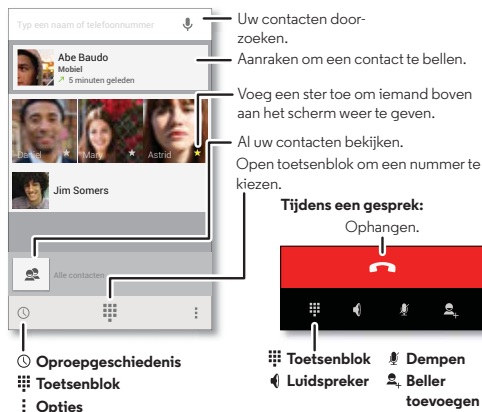 Typ een naam of telefoonnummer
Abe Baudo
Mobiel
5 minuten geleden
Daniel
Mary
Astrid
Jim Somers
Alle contacten
Uw contacten door-
zoeken.
Aanraken om een contact te bellen.
Voeg een ster toe om iemand boven
aan het scherm weer te geven.
Al uw contacten bekijken.
Open toetsenblok om een nummer te
kiezen.
Tijdens een gesprek:
Ophangen.
Oproepgeschiedenis
Toetsenblok
Opties
Toetsenblok
Dempen
Luidspreker
Beller
toevoegen